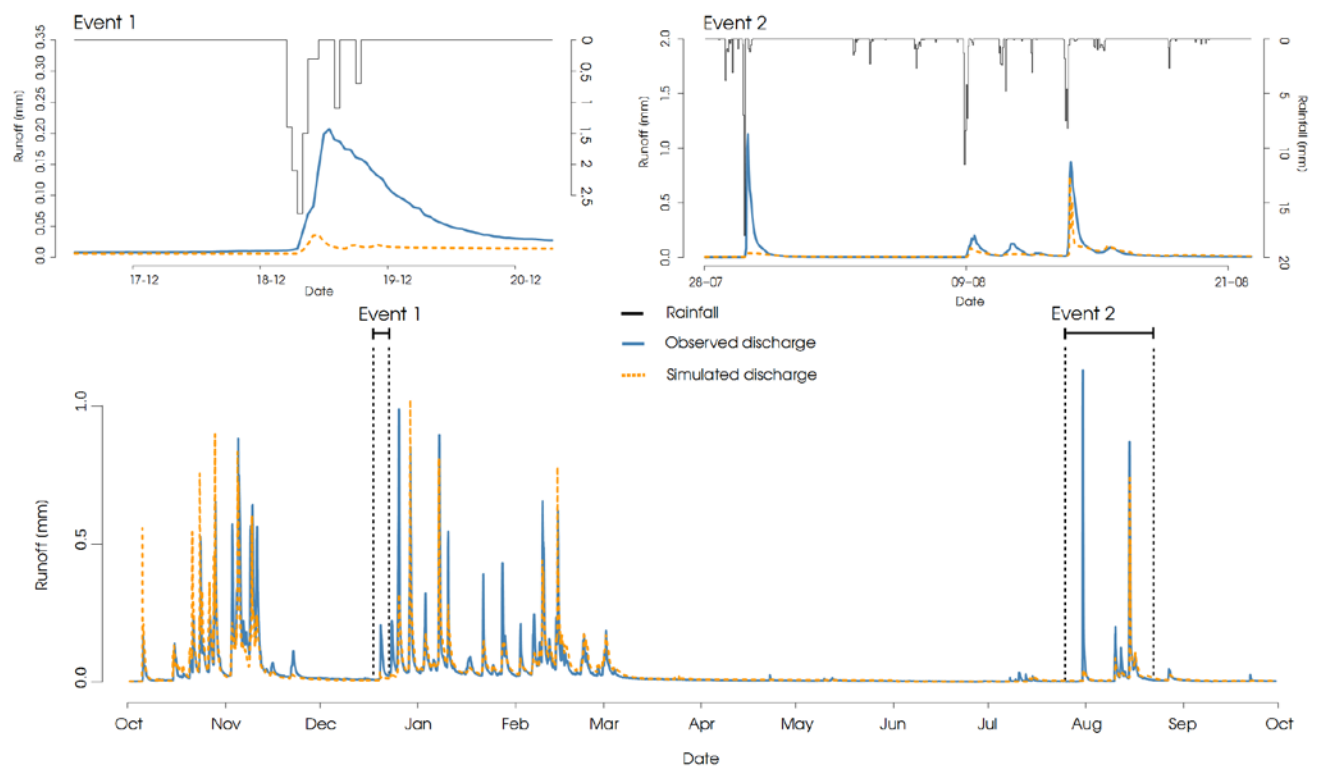 Event 1
Runoff (mm)
0.0 0.05 0.10 0.15 0.20 0.25 0.30 0.35
0 0.5 1 1.5 2 2.5
17-12 18-12 19-12 20-12
Date
Event 2
Runoff (mm)
0.0 0.5 1.0 1.5 2.0
0 5 10 15 20
Rainfall (mm)
28-07 09-08 21-08
Date
Event 1
Event 2
Rainfall
Observed discharge
Simulated discharge
Runoff (mm)
0.0 0.5 1.0
Oct Nov Dec Jan Feb Mar Apr May Jun Jul Aug Sep Oct
Date